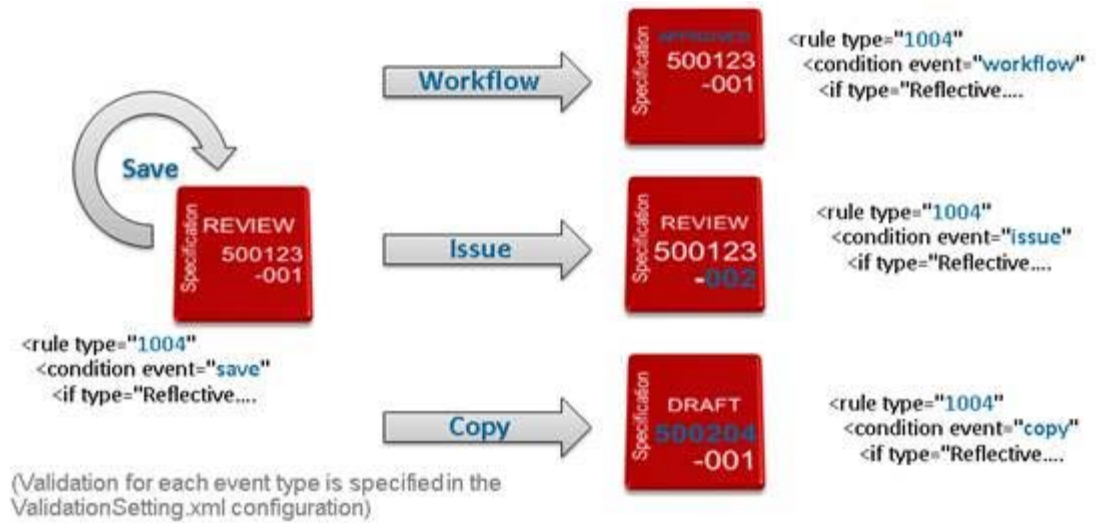 Save
Specification
REVIEW
500123
-001
<rule type="1004"
<condition event="save"
<if type="Reflective....
(Validation for each event type is specified in the
ValidationSetting.xml configuration)
Workflow
Specification
APPROVED
500123
-001
<rule type="1004"
<condition event="workflow"
<if type="Reflective....
Issue
Specification
REVIEW
500123
-002
<rule type="1004"
<condition event="issue"
<if type="Reflective....
Copy
Specification
DRAFT
500204
-001
<rule type="1004"
<condition event="copy"
<if type="Reflective....